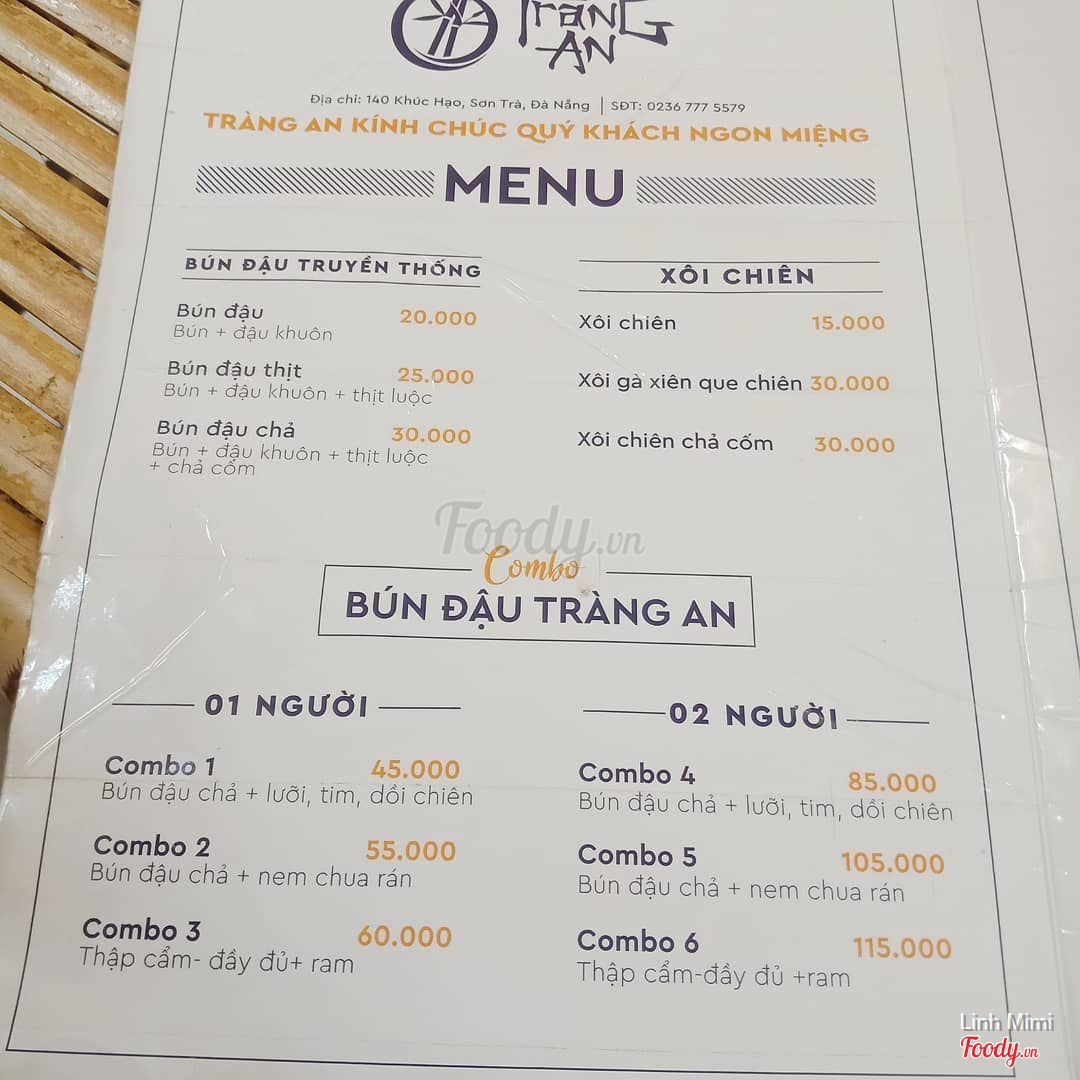 Tràng
AN
Địa chỉ: 140 Khúc Hạo, Sơn Trà, Đà Nẵng | SĐT: 0236 777 5579
TRÀNG AN KÍNH CHÚC QUÝ KHÁCH NGON MIỆNG
MENU
BÚN ĐẬU TRUYỀN THỐNG
Bún đậu 20.000
Bún + đậu khuôn
Bún đậu thịt 25.000
Bún + đậu khuôn + thịt luộc
Bún đậu chả 30.000
Bún + đậu khuôn + thịt luộc
+ chả cốm
XÔI CHIÊN
Xôi chiên 15.000
Xôi gà xiên que chiên 30.000
Xôi chiên chả cốm 30.000
Foody.vn
Combo
BÚN ĐẬU TRÀNG AN
01 NGƯỜI
Combo 1 45.000
Bún đậu chả + lưỡi, tim, dồi chiên
Combo 2 55.000
Bún đậu chả + nem chua rán
Combo 3 60.000
Thập cẩm- đầy đủ+ ram
02 NGƯỜI
Combo 4 85.000
Bún đậu chả + lưỡi, tim, dồi chiên
Combo 5 105.000
Bún đậu chả + nem chua rán
Combo 6 115.000
Thập cẩm-đầy đủ +ram
Linh Mimi
Foody.vn